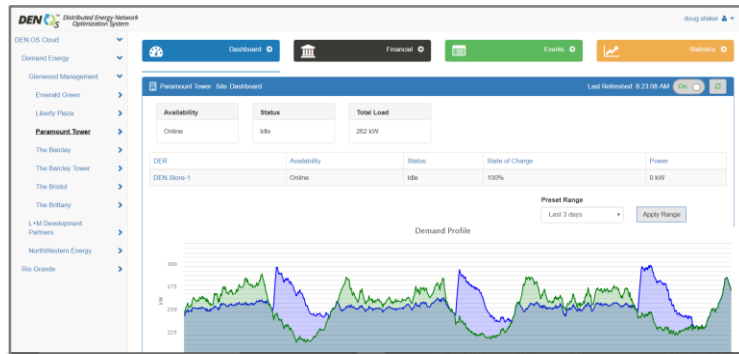 DEN OS™ Distributed Energy Network
Optimization System
doug.staker
DEN.OS Cloud
Demand Energy
Glenwood Management
Emerald Green
Liberty Plaza
Paramount Tower
The Barclay
The Barclay Tower
The Bristol
The Brittany
L+M Development
Partners
NorthWestern Energy
Rio Grande
Dashboard
Financial
Events
Statistics
Paramount Tower Site Dashboard
Last Refreshed: 8:23:08 AM On
Availability Status Total Load
Online Idle 262 kW
DER Availability Status State of Charge Power
DEN.Store-1 Online Idle 100% 0 kW
Preset Range
Last 3 days Apply Range
Demand Profile
300
275
250
225
kW